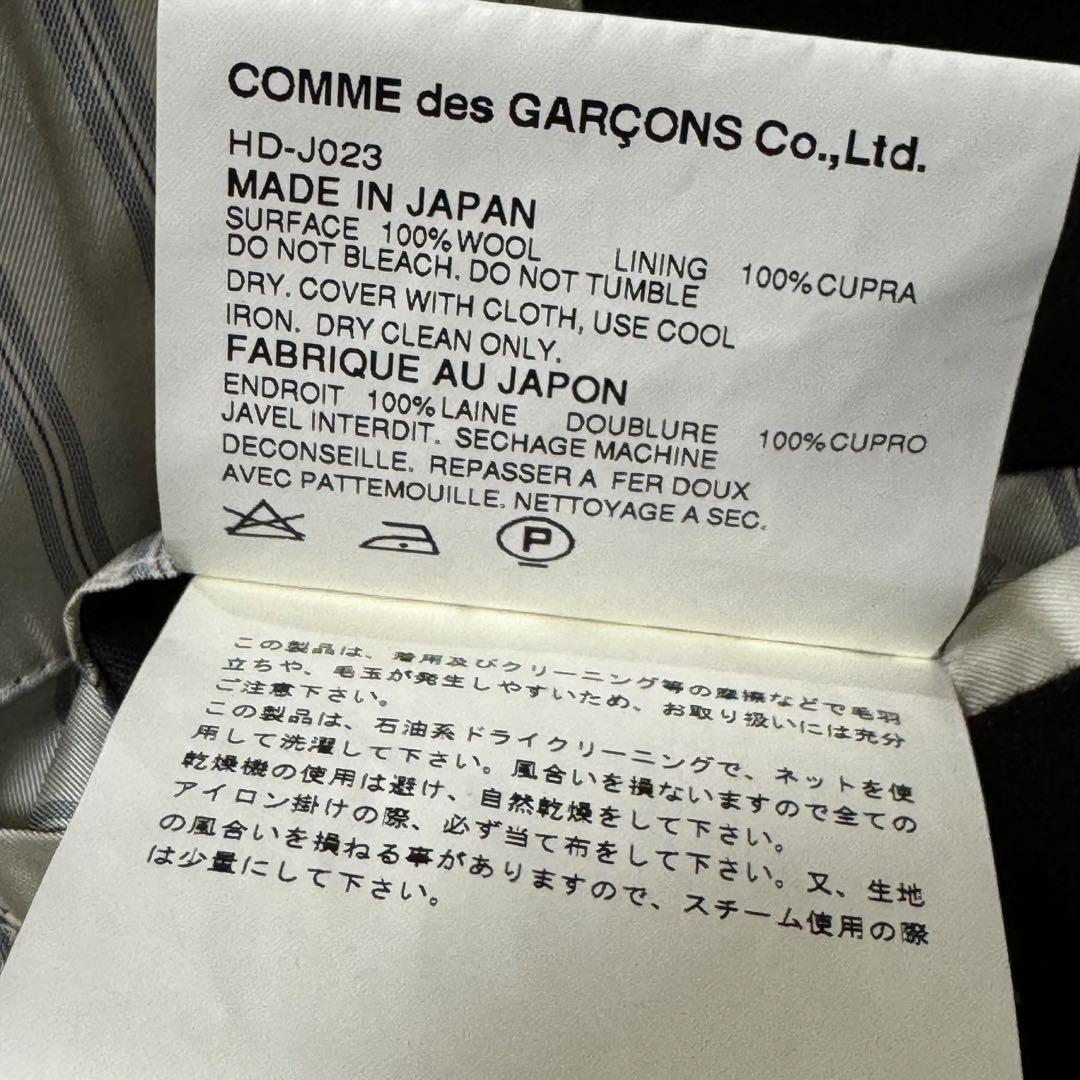 COMME des GARÇONS Co.,Ltd.
HD-J023
MADE IN JAPAN
SURFACE 100% WOOL LINING 100% CUPRA
DO NOT BLEACH. DO NOT TUMBLE
DRY. COVER WITH CLOTH, USE COOL
IRON. DRY CLEAN ONLY.
FABRIQUE AU JAPON
ENDROIT 100% LAINE DOUBLURE 100% CUPRO
JAVEL INTERDIT. SECHAGE MACHINE
DECONSEILLE. REPASSER A FER DOUX
AVEC PATTEMOUILLE. NETTOYAGE A SEC.
P
この製品は、着用及びクリーニング等の摩擦などで毛羽
立ちや、毛玉が発生しやすいため、お取り扱いには充分
ご注意下さい。
この製品は、石油系ドライクリーニングで、ネットを使
用して洗濯して下さい。風合いを損ないますので全ての
乾燥機の使用は避け、自然乾燥をして下さい。
アイロン掛けの際、必ず当て布をして下さい。又、生地
の風合いを損ねる事がありますので、スチーム使用の際
は少量にして下さい。